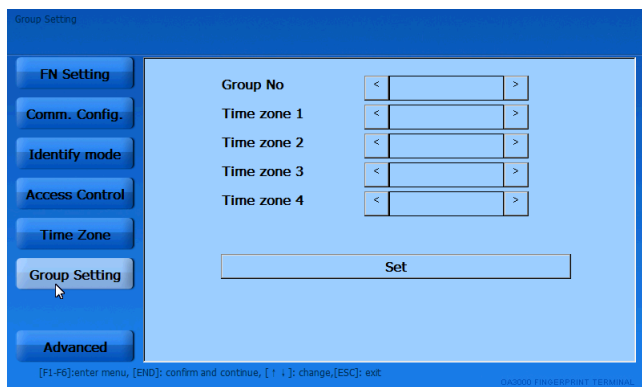 Group Setting
FN Setting
Comm. Config.
Identify mode
Access Control
Time Zone
Group Setting
Advanced
Group No < >
Time zone 1 < >
Time zone 2 < >
Time zone 3 < >
Time zone 4 < >
Set
[F1-F6]:enter menu, [END]: confirm and continue, [ ↑ ↓ ]: change,[ESC]: exit
OA3000 FINGERPRINT TERMINAL